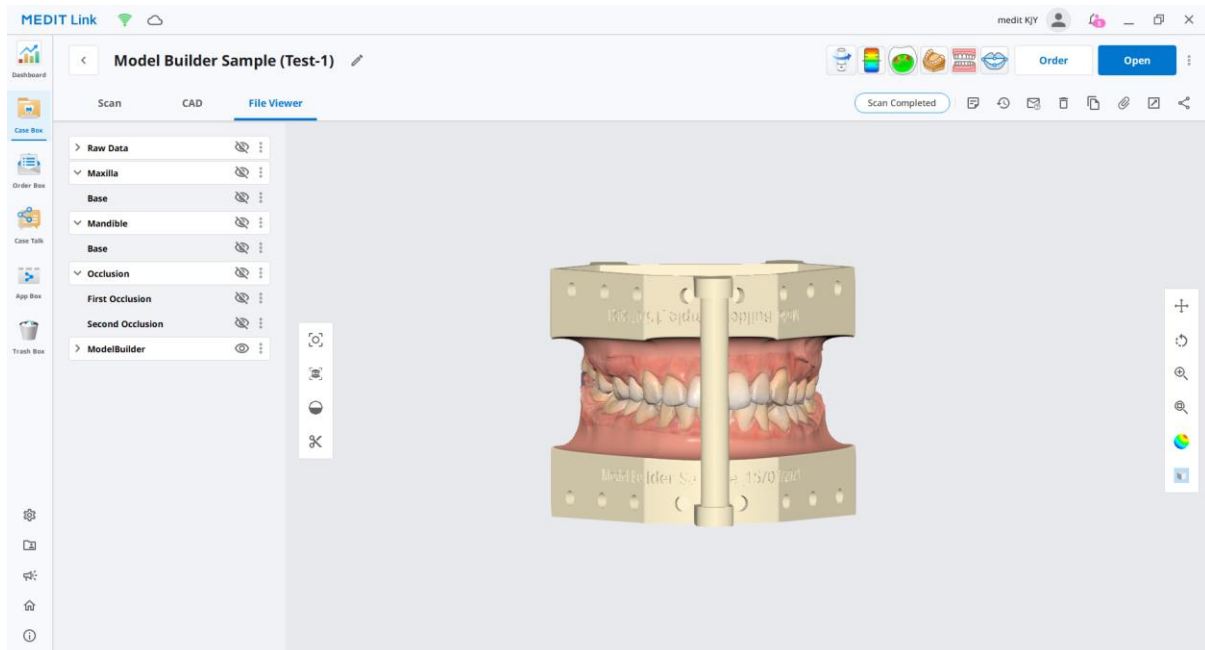 MEDIT Link
medit KJY
Dashboard
Case Box
Order Box
Case Talk
App Box
Trash Box
Model Builder Sample (Test-1)
Order
Open
Scan
CAD
File Viewer
Scan Completed
Raw Data
Maxilla
Base
Mandible
Base
Occlusion
First Occlusion
Second Occlusion
ModelBuilder